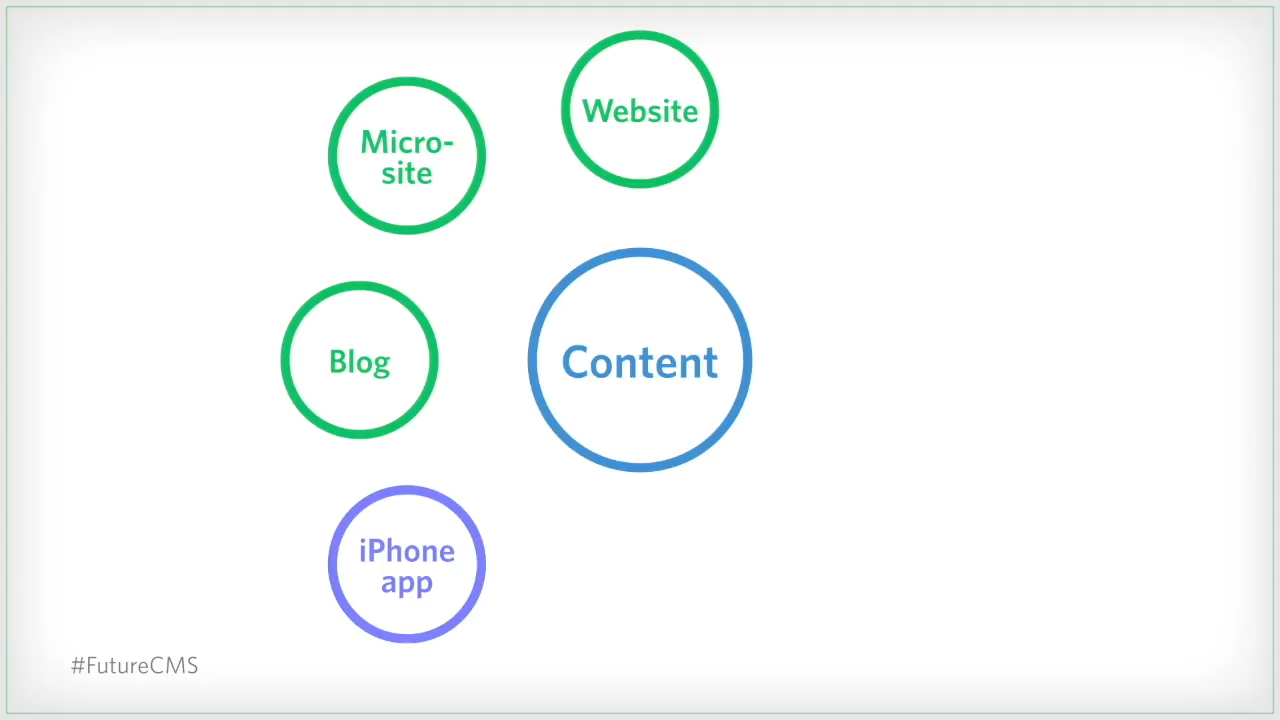 Website
Micro-
site
Blog
Content
iPhone
app
#FutureCMS